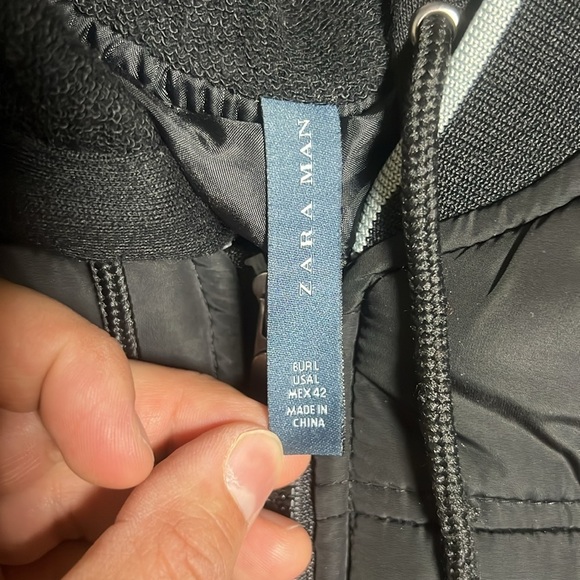 ZARA MAN
EUR L
USA L
MEX 42
MADE IN
CHINA